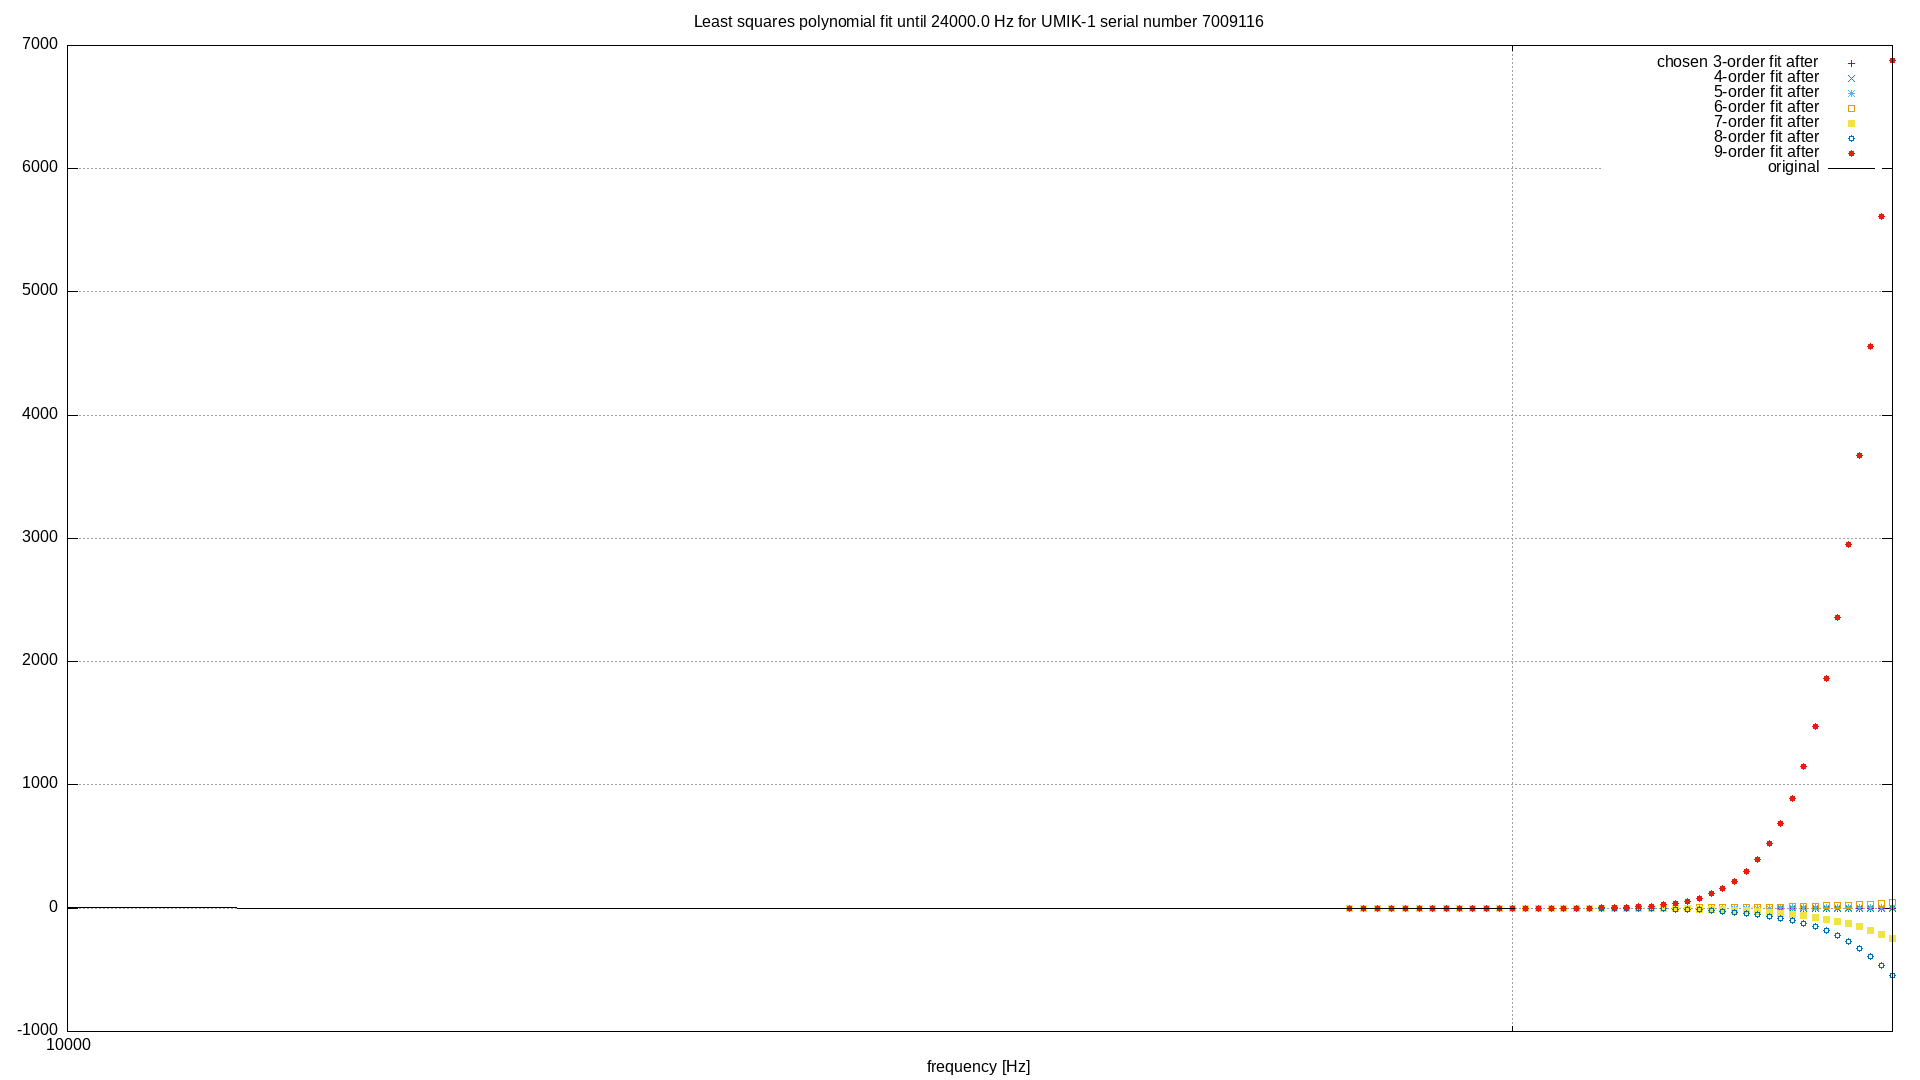 Least squares polynomial fit until 24000.0 Hz for UMIK-1 serial number 7009116
7000
6000
5000
4000
3000
2000
1000
0
-1000
chosen 3-order fit after
4-order fit after
5-order fit after
6-order fit after
7-order fit after
8-order fit after
9-order fit after
original
10000
frequency [Hz]